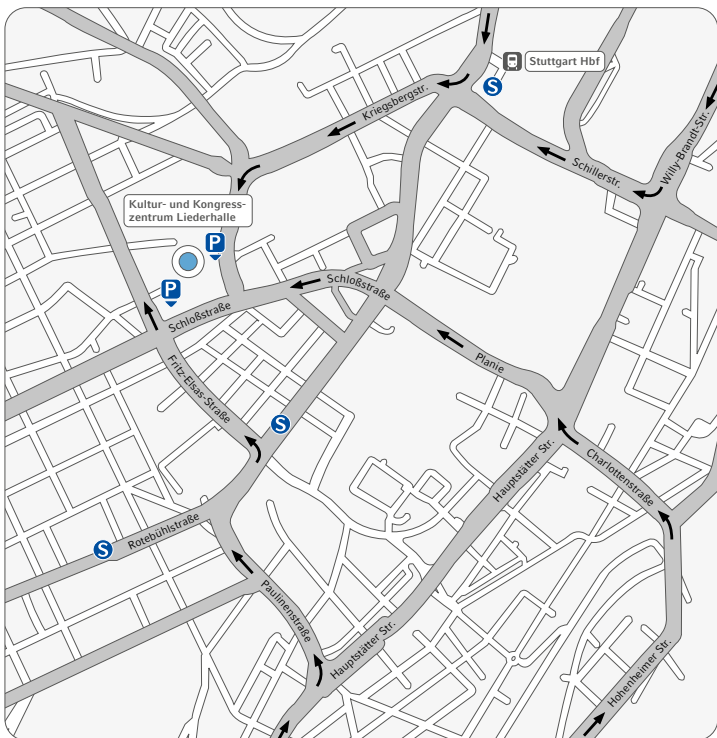 Stuttgart Hbf
S
Kriegsbergstr.
Willy-Brandt-Str.
Schillerstr.
Kultur- und Kongress-
zentrum Liederhalle
P
P
Schloßstraße
Schloßstraße
Planie
Fritz-Elsas-Straße
S
Hauptstätter Str.
Charlottenstraße
Rotebühlstraße
S
Paulinenstraße
Hauptstätter Str.
Hohenheimer Str.